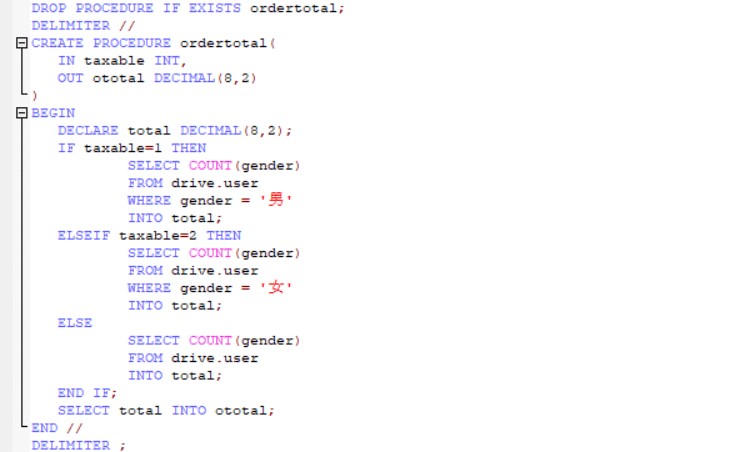 DROP PROCEDURE IF EXISTS ordertotal;
DELIMITER //
CREATE PROCEDURE ordertotal(
    IN taxable INT,
    OUT ototal DECIMAL(8,2)
)
BEGIN
    DECLARE total DECIMAL(8,2);
    IF taxable=1 THEN
            SELECT COUNT(gender)
            FROM drive.user
            WHERE gender = '男'
            INTO total;
    ELSEIF taxable=2 THEN
            SELECT COUNT(gender)
            FROM drive.user
            WHERE gender = '女'
            INTO total;
    ELSE
            SELECT COUNT(gender)
            FROM drive.user
            INTO total;
    END IF;
    SELECT total INTO ototal;
END //
DELIMITER ;